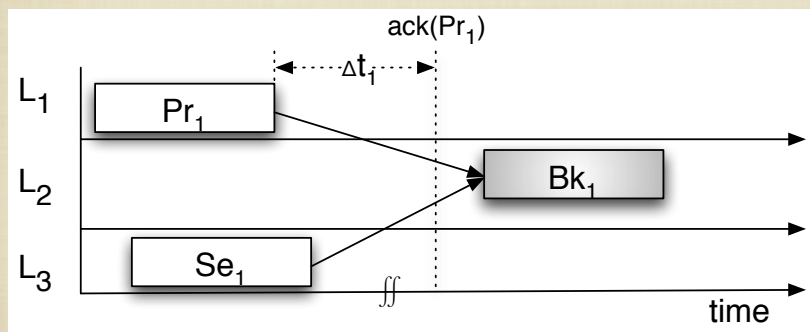 ack(Pr₁)
Δt₁
L₁
Pr₁
L₂
Bk₁
L₃
Se₁
∬
time